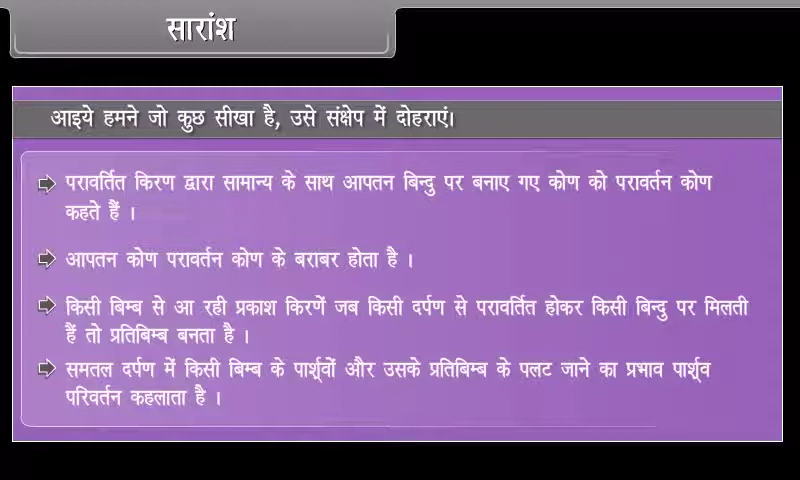 सारांश
आइये हमने जो कुछ सीखा है, उसे संक्षेप में दोहराएं।
परावर्तित किरण द्वारा सामान्य के साथ आपतन बिन्दु पर बनाए गए कोण को परावर्तन कोण
कहते हैं ।
आपतन कोण परावर्तन कोण के बराबर होता है ।
किसी बिम्ब से आ रही प्रकाश किरणें जब किसी दर्पण से परावर्तित होकर किसी बिन्दु पर मिलती
हैं तो प्रतिबिम्ब बनता है ।
समतल दर्पण में किसी बिम्ब के पार्श्वों और उसके प्रतिबिम्ब के पलट जाने का प्रभाव पार्श्व
परिवर्तन कहलाता है ।